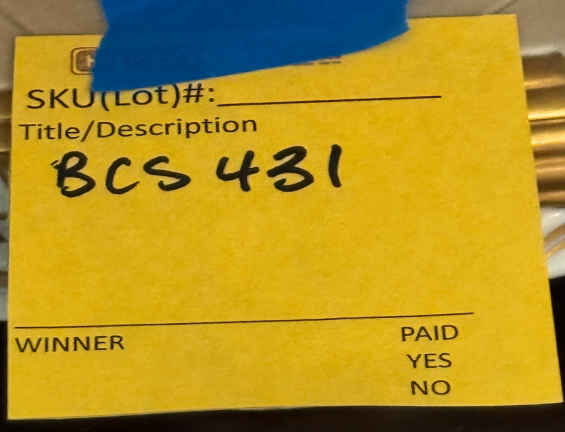 SKU(Lot)#:
Title/Description
BCS 431
WINNER
PAID
YES
NO